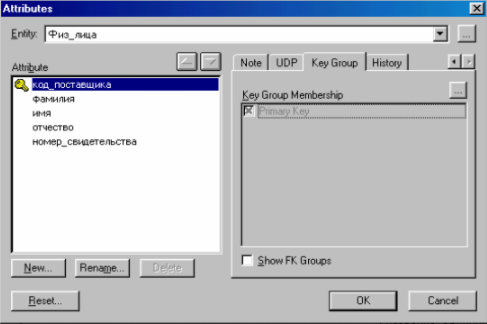 Attributes
Entity: Физ_лица
...
Attribute
код_поставщика
фамилия
имя
отчество
номер_свидетельства
Note UDP Key Group History
...
Key Group Membership
Primary Key
Show FK Groups
New... Rename... Delete
Reset... OK Cancel